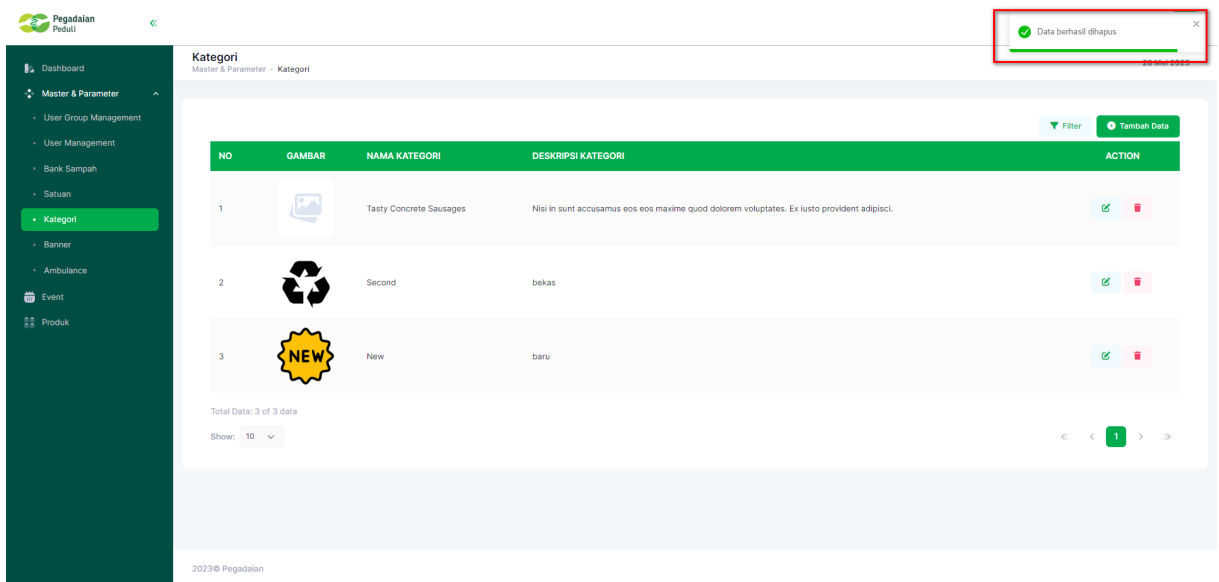 Pegadaian
Peduli
Data berhasil dihapus
Kategori
Master & Parameter - Kategori
26 Mei 2023
Dashboard
Master & Parameter
User Group Management
User Management
Bank Sampah
Satuan
Kategori
Banner
Ambulance
Event
Produk
Filter
Tambah Data
NO GAMBAR NAMA KATEGORI DESKRIPSI KATEGORI ACTION
1 Tasty Concrete Sausages Nisi in sunt accusamus eos eos maxime quod dolorem voluptates. Ex iusto provident adipisci.
2 Second bekas
3 NEW New baru
Total Data: 3 of 3 data
Show: 10
1
2023© Pegadaian